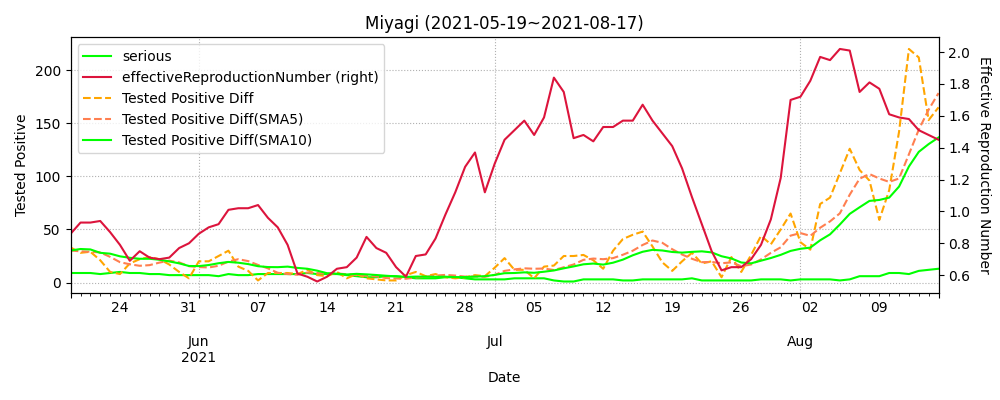 Miyagi (2021-05-19~2021-08-17)
serious
effectiveReproductionNumber (right)
Tested Positive Diff
Tested Positive Diff(SMA5)
Tested Positive Diff(SMA10)
Tested Positive
200
150
100
50
0
Effective Reproduction Number
2.0
1.8
1.6
1.4
1.2
1.0
0.8
0.6
24 31 07 14 21 28 05 12 19 26 02 09
Jun Jul Aug
2021
Date